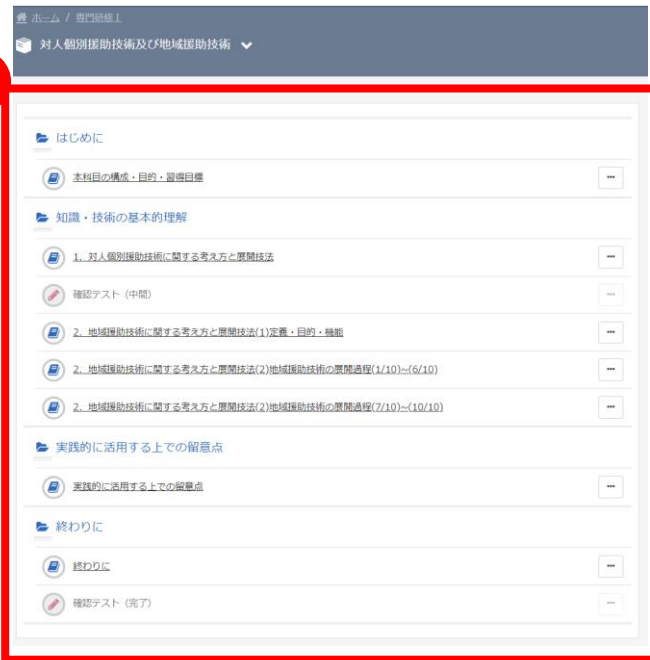 ホーム / 専門研修Ⅰ
対人個別援助技術及び地域援助技術
はじめに
本科目の構成・目的・習得目標
知識・技術の基本的理解
1. 対人個別援助技術に関する考え方と展開技法
確認テスト (中間)
2. 地域援助技術に関する考え方と展開技法(1)定義・目的・機能
2. 地域援助技術に関する考え方と展開技法(2)地域援助技術の展開過程(1/10)~(6/10)
2. 地域援助技術に関する考え方と展開技法(2)地域援助技術の展開過程(7/10)~(10/10)
実践的に活用する上での留意点
実践的に活用する上での留意点
終わりに
終わりに
確認テスト (完了)